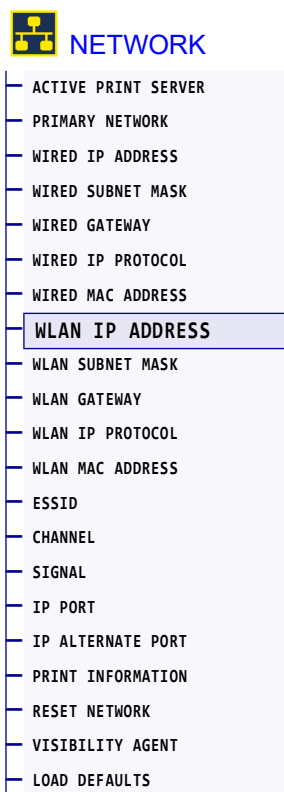 NETWORK
ACTIVE PRINT SERVER
PRIMARY NETWORK
WIRED IP ADDRESS
WIRED SUBNET MASK
WIRED GATEWAY
WIRED IP PROTOCOL
WIRED MAC ADDRESS
WLAN IP ADDRESS
WLAN SUBNET MASK
WLAN GATEWAY
WLAN IP PROTOCOL
WLAN MAC ADDRESS
ESSID
CHANNEL
SIGNAL
IP PORT
IP ALTERNATE PORT
PRINT INFORMATION
RESET NETWORK
VISIBILITY AGENT
LOAD DEFAULTS